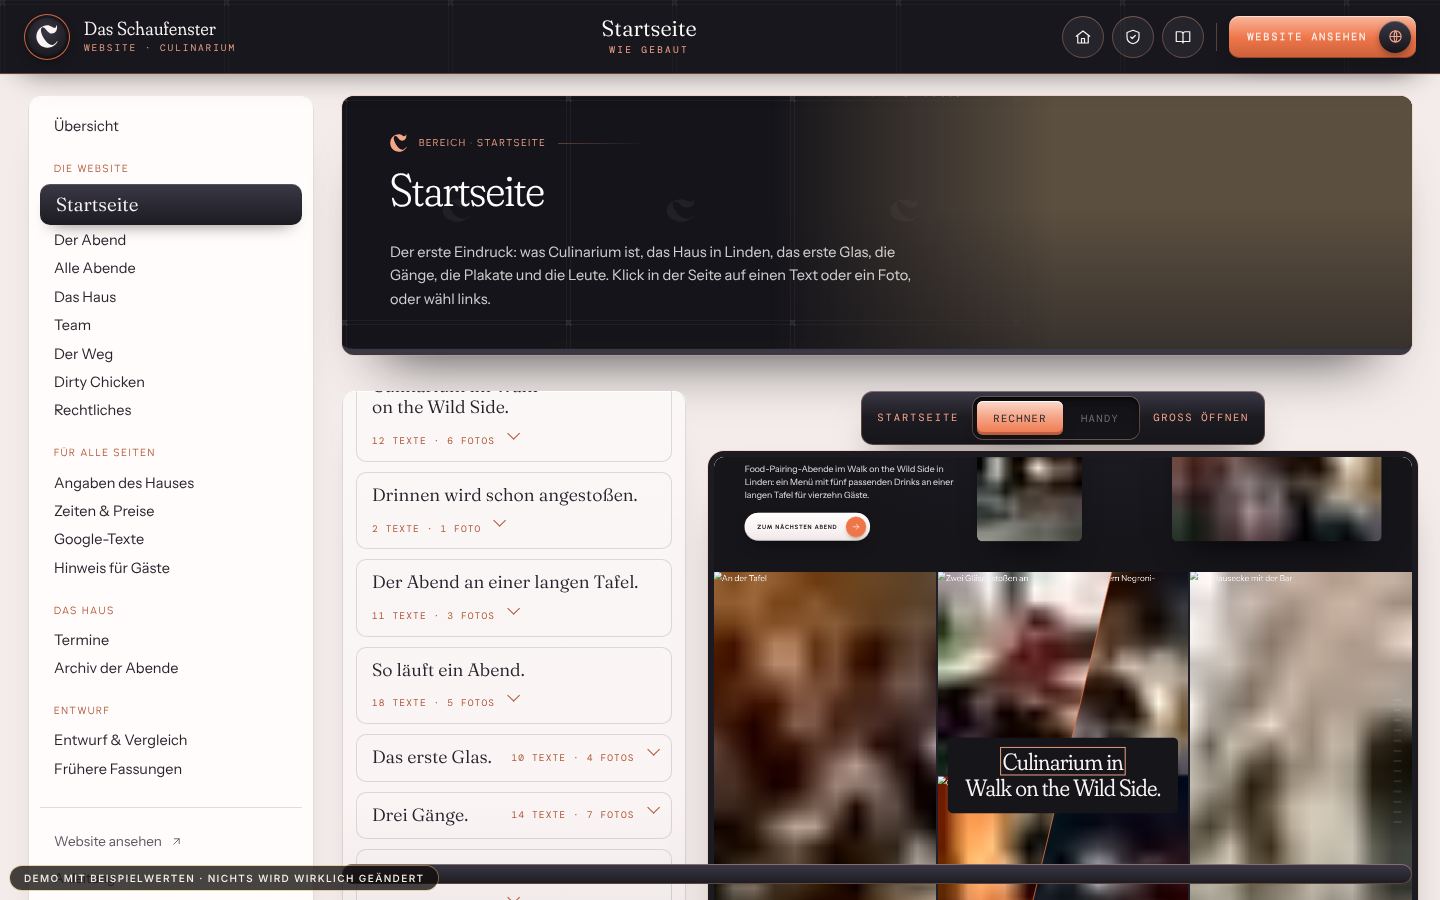 Das Schaufenster
WEBSITE · CULINARIUM
Startseite
WIE GEBAUT
WEBSITE ANSEHEN
Übersicht
DIE WEBSITE
Startseite
Der Abend
Alle Abende
Das Haus
Team
Der Weg
Dirty Chicken
Rechtliches
FÜR ALLE SEITEN
Angaben des Hauses
Zeiten & Preise
Google-Texte
Hinweis für Gäste
DAS HAUS
Termine
Archiv der Abende
ENTWURF
Entwurf & Vergleich
Frühere Fassungen
Website ansehen
DEMO MIT BEISPIELWERTEN · NICHTS WIRD WIRKLICH GEÄNDERT
BEREICH · STARTSEITE
Startseite
Der erste Eindruck: was Culinarium ist, das Haus in Linden, das erste Glas, die
Gänge, die Plakate und die Leute. Klick in der Seite auf einen Text oder ein Foto,
oder wähl links.
on the Wild Side.
12 TEXTE · 6 FOTOS
Drinnen wird schon angestoßen.
2 TEXTE · 1 FOTO
Der Abend an einer langen Tafel.
11 TEXTE · 3 FOTOS
So läuft ein Abend.
18 TEXTE · 5 FOTOS
Das erste Glas.
10 TEXTE · 4 FOTOS
Drei Gänge.
14 TEXTE · 7 FOTOS
STARTSEITE
RECHNER
HANDY
GROSS ÖFFNEN
Food-Pairing-Abende im Walk on the Wild Side in
Linden: ein Menü mit fünf passenden Drinks an einer
langen Tafel für vierzehn Gäste.
ZUM NÄCHSTEN ABEND
An der Tafel
Culinarium in
Walk on the Wild Side.